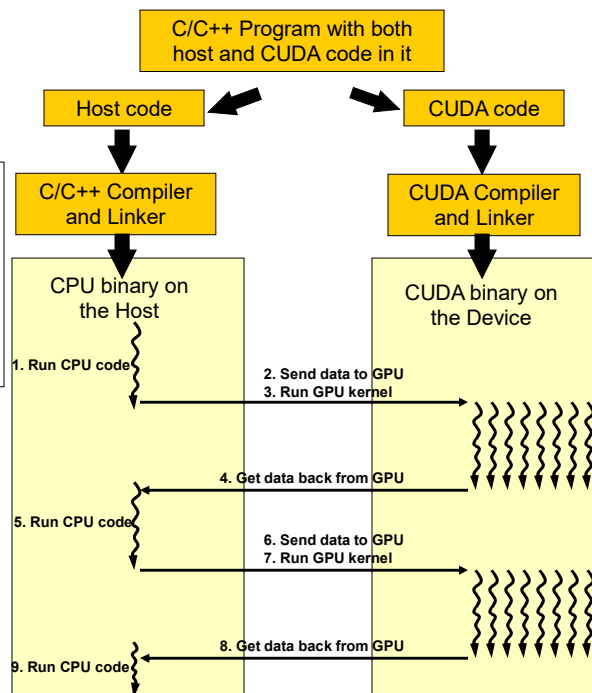 C/C++ Program with both
host and CUDA code in it
Host code
CUDA code
C/C++ Compiler
and Linker
CUDA Compiler
and Linker
CPU binary on
the Host
CUDA binary on
the Device
1. Run CPU code
2. Send data to GPU
3. Run GPU kernel
4. Get data back from GPU
5. Run CPU code
6. Send data to GPU
7. Run GPU kernel
8. Get data back from GPU
9. Run CPU code